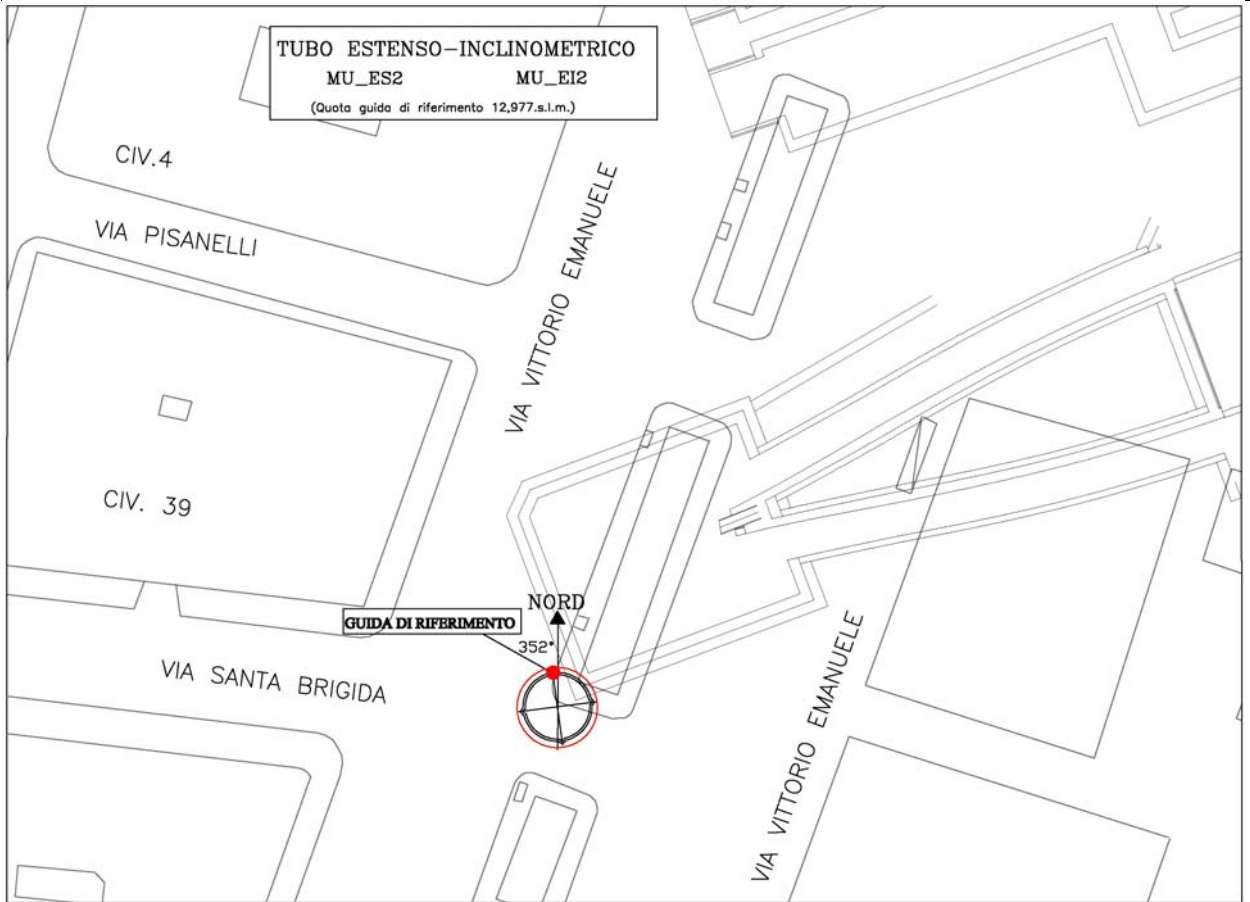 TUBO ESTENSO-INCLINOMETRICO
MU_ES2 MU_EI2
(Quota guida di riferimento 12,977.s.l.m.)
CIV.4
VIA PISANELLI
VIA VITTORIO EMANUELE
CIV. 39
NORD
GUIDA DI RIFERIMENTO
352°
VIA SANTA BRIGIDA
VIA VITTORIO EMANUELE